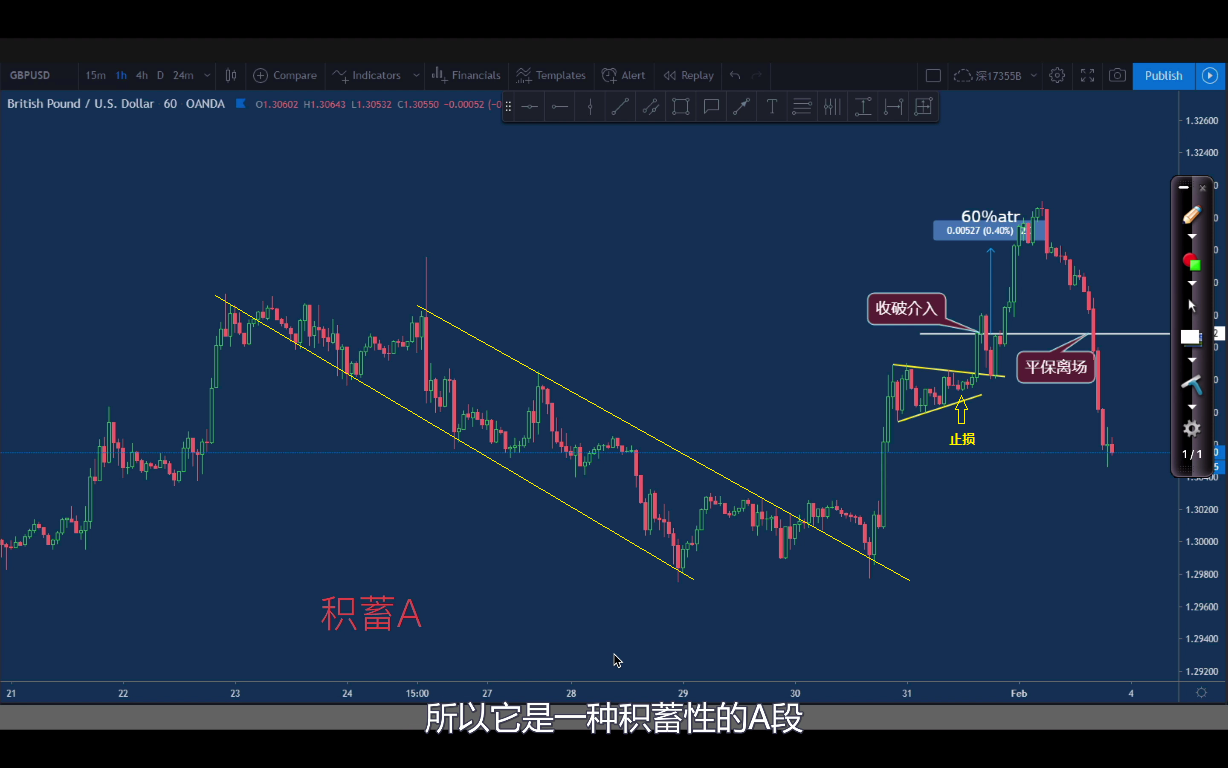 GBPUSD 15m 1h 4h D 24m Compare Indicators Financials Templates Alert Replay 深17355B Publish
British Pound / U.S. Dollar 60 OANDA O1.30602 H1.30643 L1.30532 C1.30550 −0.00052 (−0
1.32600
1.32400
60%atr
0.00527 (0.40%)
收破介入
平保离场
止损
1/1
1.30200
1.30000
1.29800
1.29600
1.29400
1.29200
积蓄A
21 22 23 24 15:00 27 28 29 30 31 Feb 4
所以它是一种积蓄性的A段